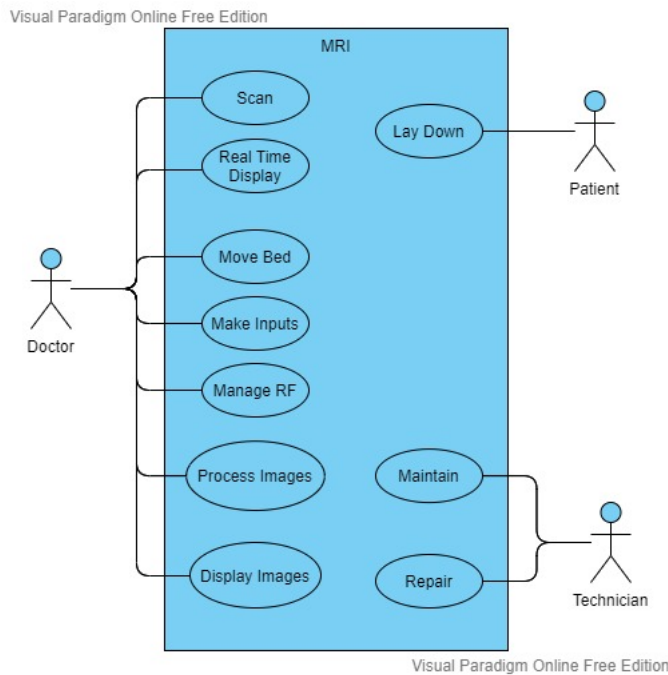 Visual Paradigm Online Free Edition
MRI
Scan
Real Time
Display
Move Bed
Make Inputs
Manage RF
Process Images
Display Images
Lay Down
Maintain
Repair
Doctor
Patient
Technician
Visual Paradigm Online Free Edition